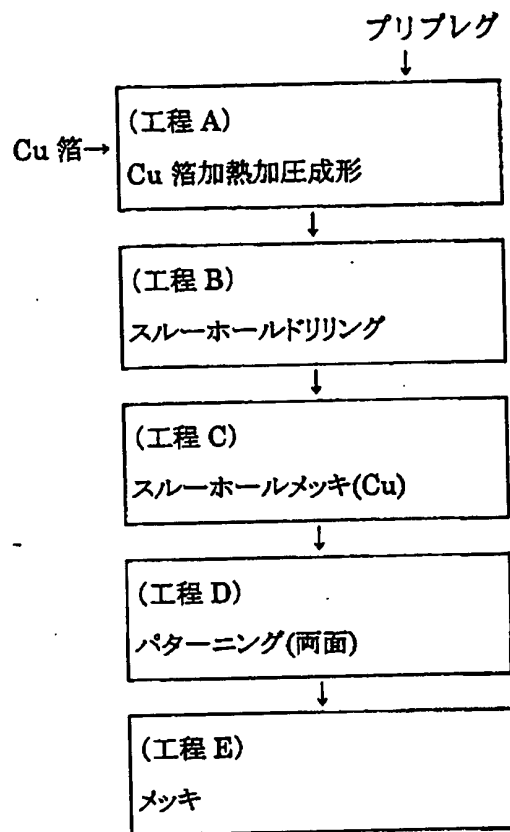 プリプレグ
↓
Cu 箔→
(工程 A)
Cu 箔加熱加圧成形
↓
(工程 B)
スルーホールドリリング
↓
(工程 C)
スルーホールメッキ(Cu)
↓
(工程 D)
パターニング(両面)
↓
(工程 E)
メッキ